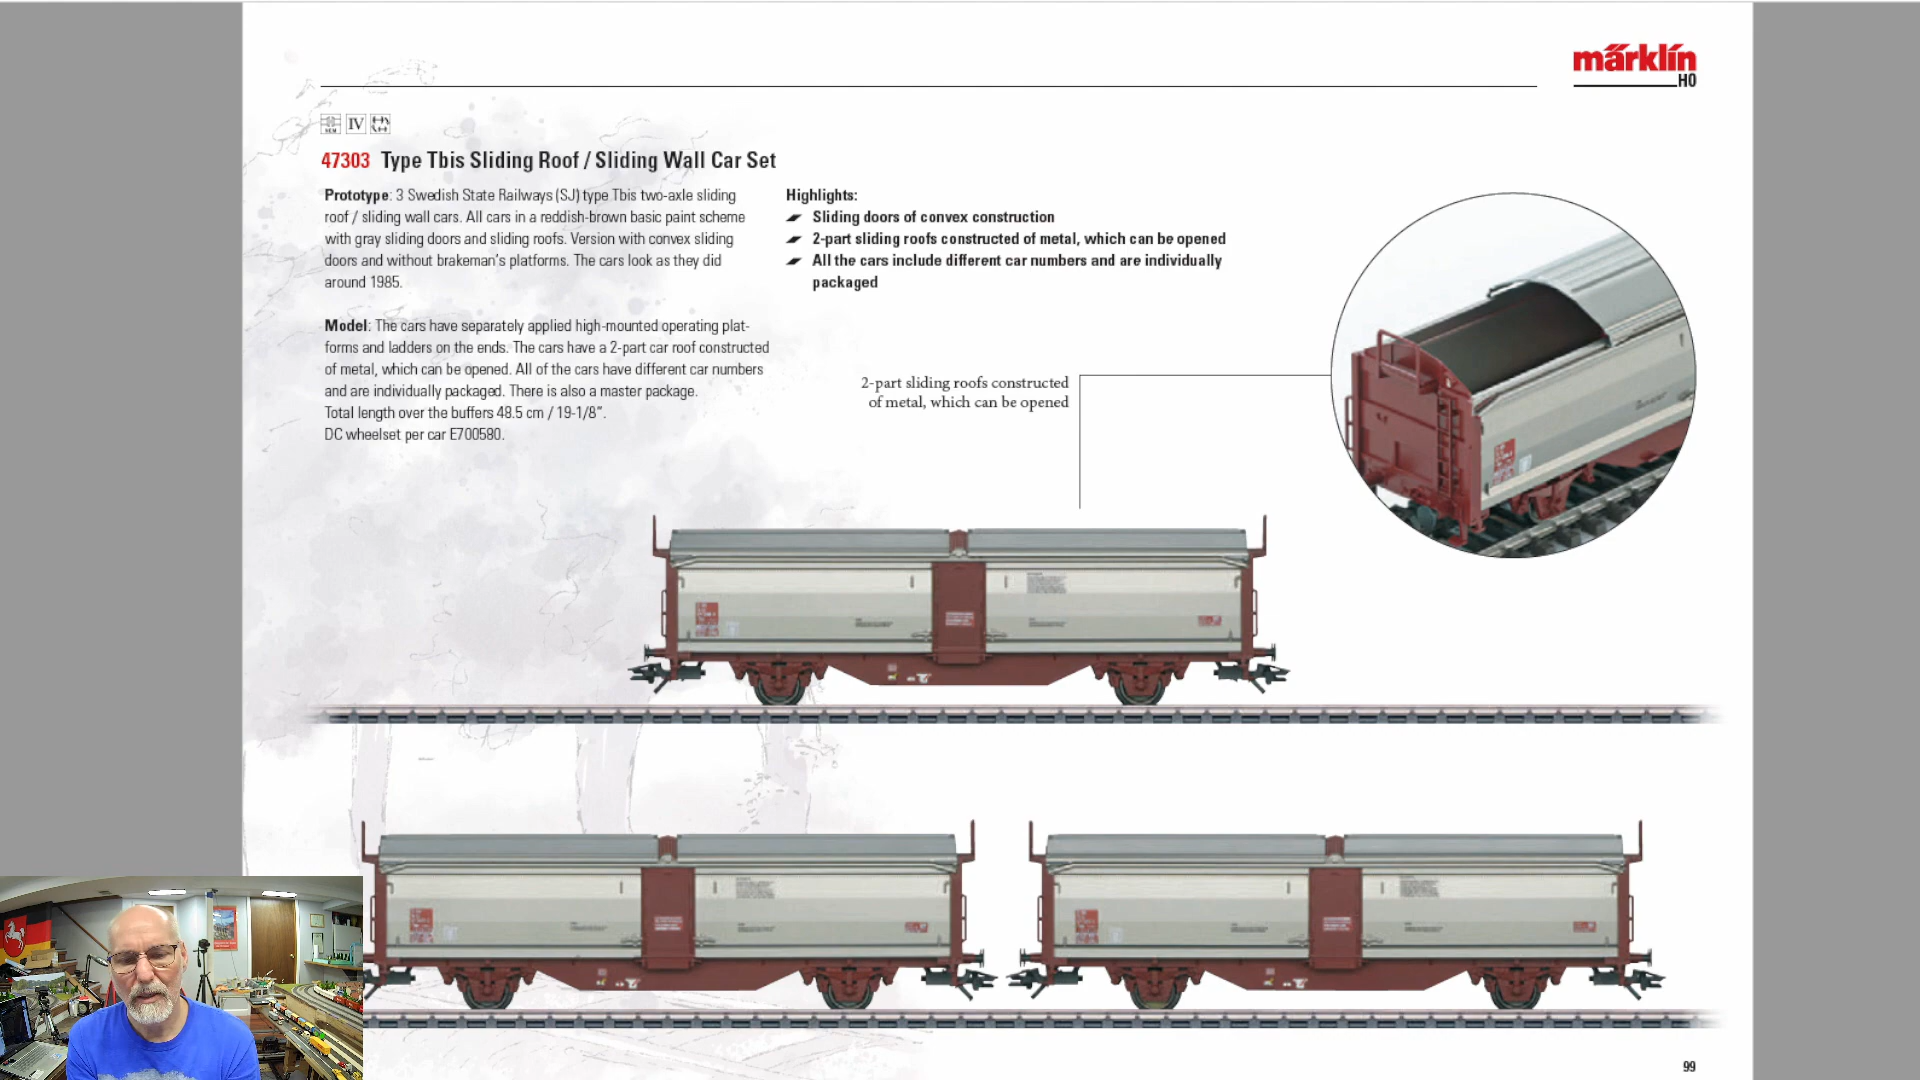 märklín
H0
IV
47303 Type Tbis Sliding Roof / Sliding Wall Car Set
Prototype: 3 Swedish State Railways (SJ) type Tbis two-axle sliding
roof / sliding wall cars. All cars in a reddish-brown basic paint scheme
with gray sliding doors and sliding roofs. Version with convex sliding
doors and without brakeman's platforms. The cars look as they did
around 1985.
Model: The cars have separately applied high-mounted operating plat-
forms and ladders on the ends. The cars have a 2-part car roof constructed
of metal, which can be opened. All of the cars have different car numbers
and are individually packaged. There is also a master package.
Total length over the buffers 48.5 cm / 19-1/8".
DC wheelset per car E700580.
Highlights:
Sliding doors of convex construction
2-part sliding roofs constructed of metal, which can be opened
All the cars include different car numbers and are individually
packaged
2-part sliding roofs constructed
of metal, which can be opened
99